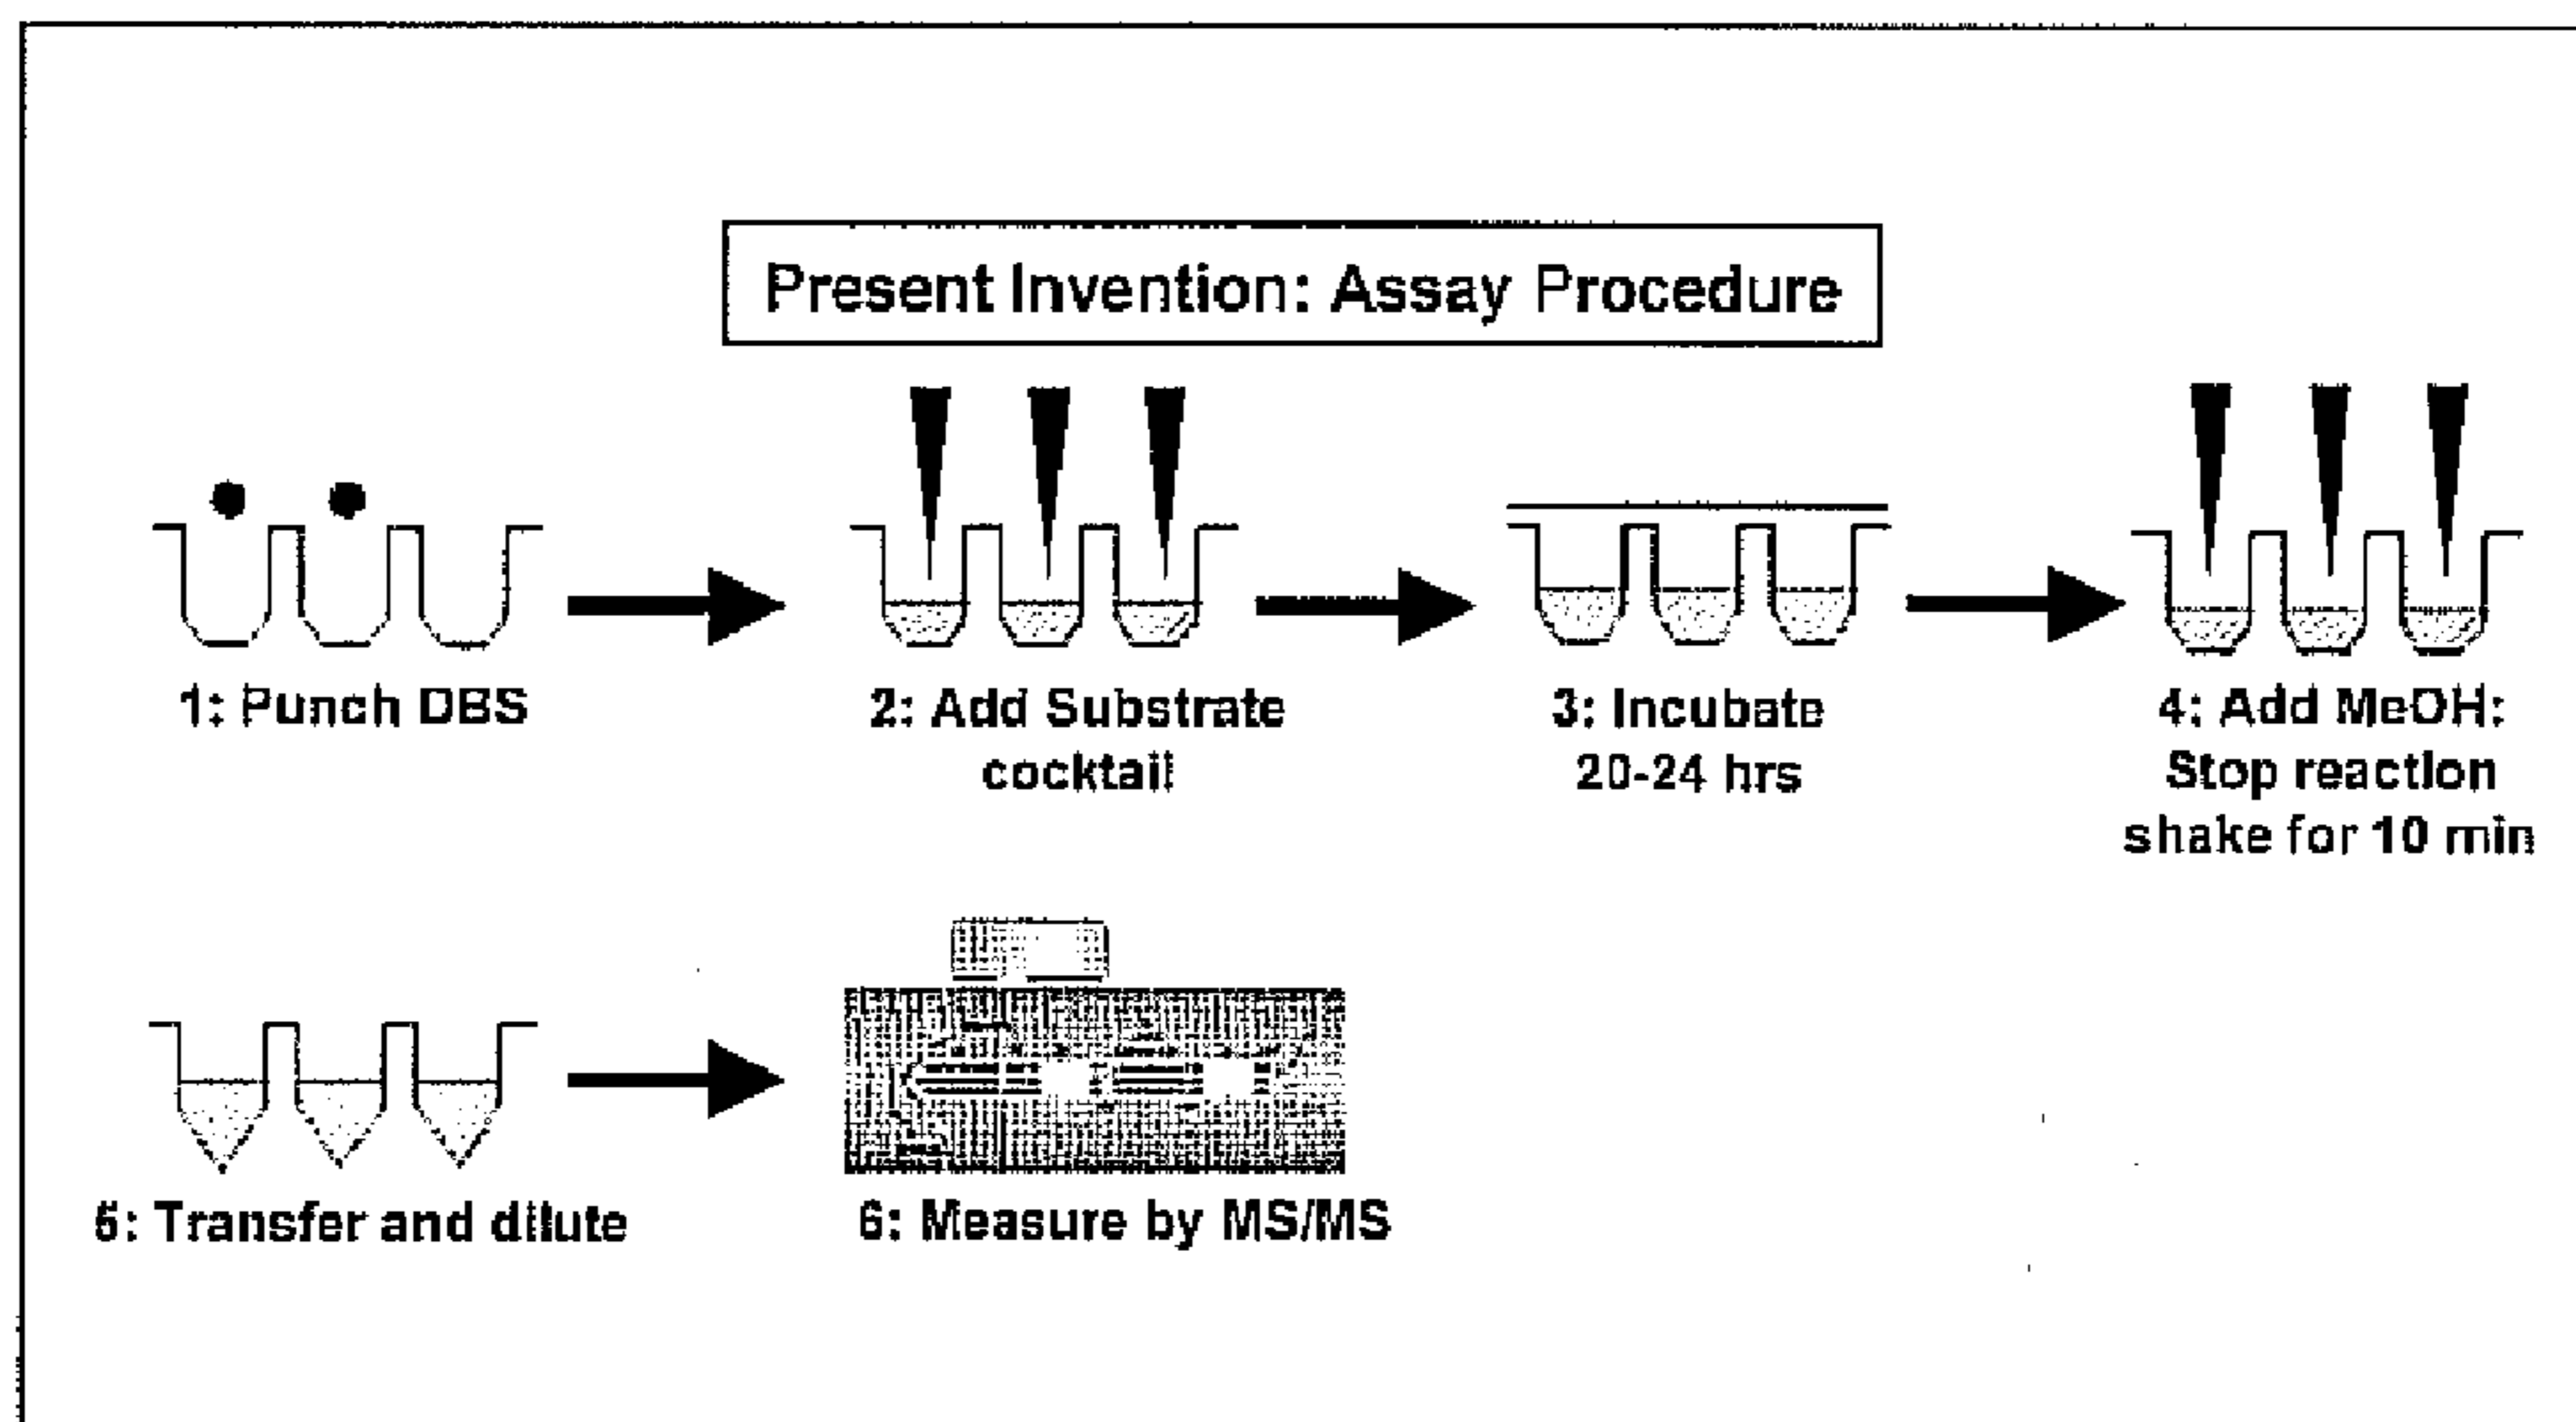 Present Invention: Assay Procedure
1: Punch DBS
2: Add Substrate
cocktail
3: Incubate
20-24 hrs
4: Add MeOH:
Stop reaction
shake for 10 min
5: Transfer and dilute
6: Measure by MS/MS